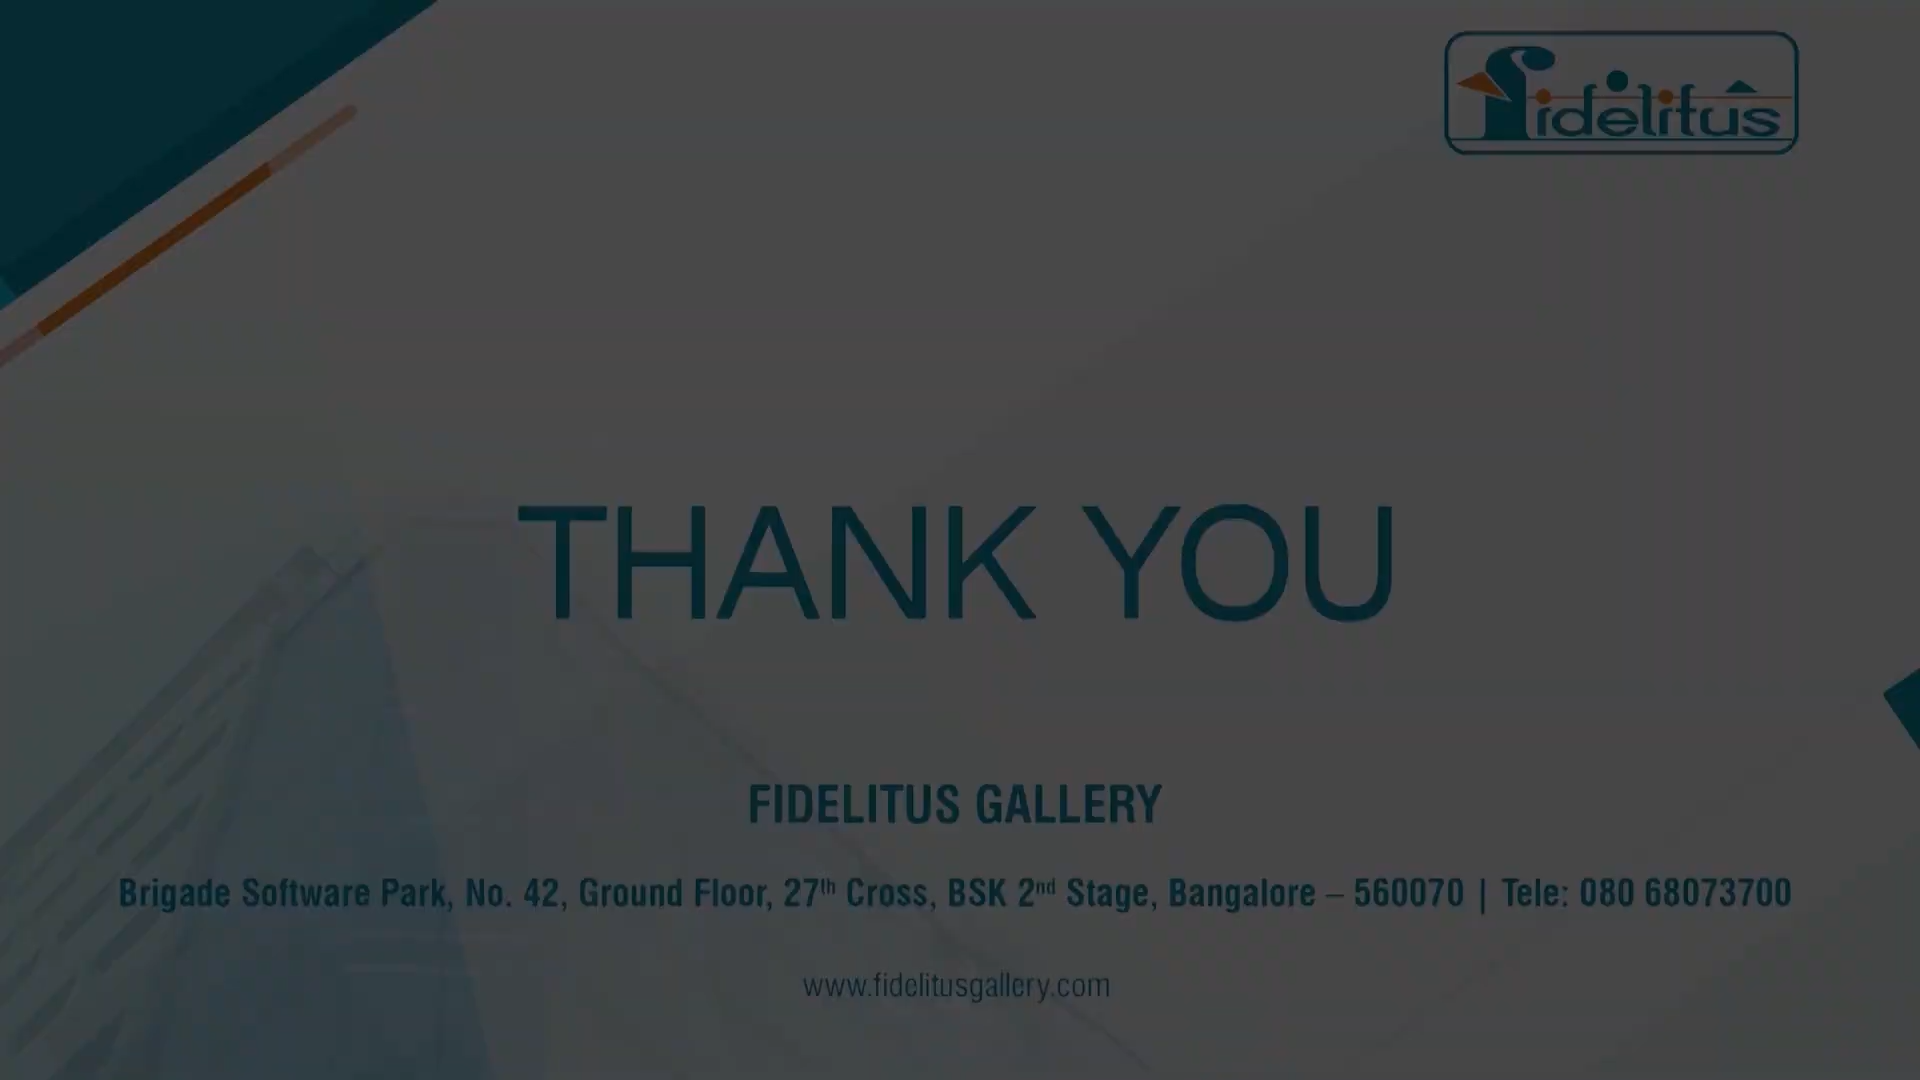 Fidelitus
THANK YOU
FIDELITUS GALLERY
Brigade Software Park, No. 42, Ground Floor, 27th Cross, BSK 2nd Stage, Bangalore – 560070 | Tele: 080 68073700
www.fidelitusgallery.com